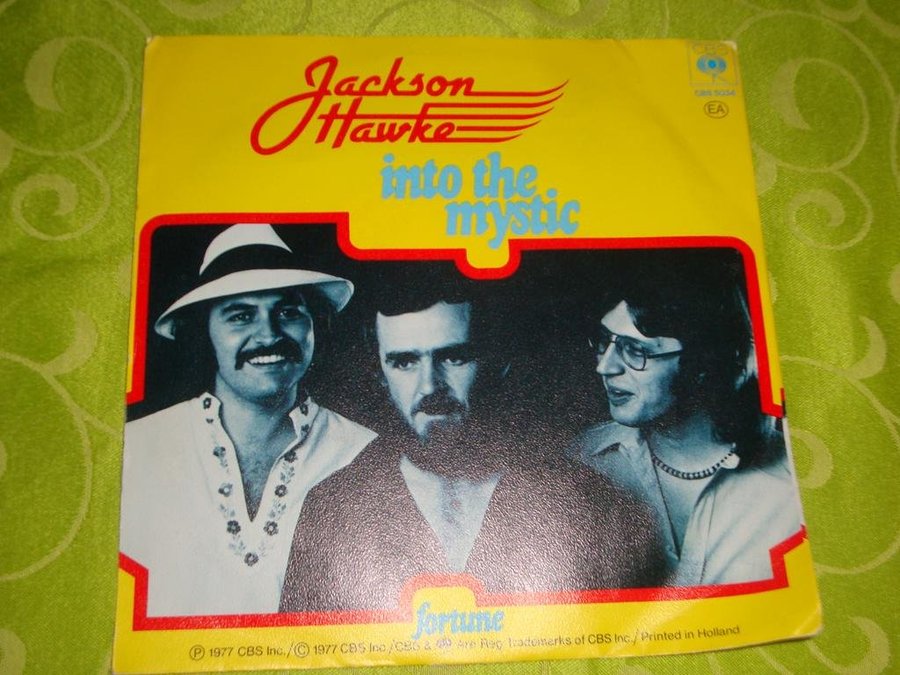 Jackson
Hawke
CBS
CBS 5034
EA
into the
mystic
fortune
Ⓟ 1977 CBS Inc./Ⓒ 1977 CBS Inc./CBS & Are Reg Trademarks of CBS Inc./Printed in Holland